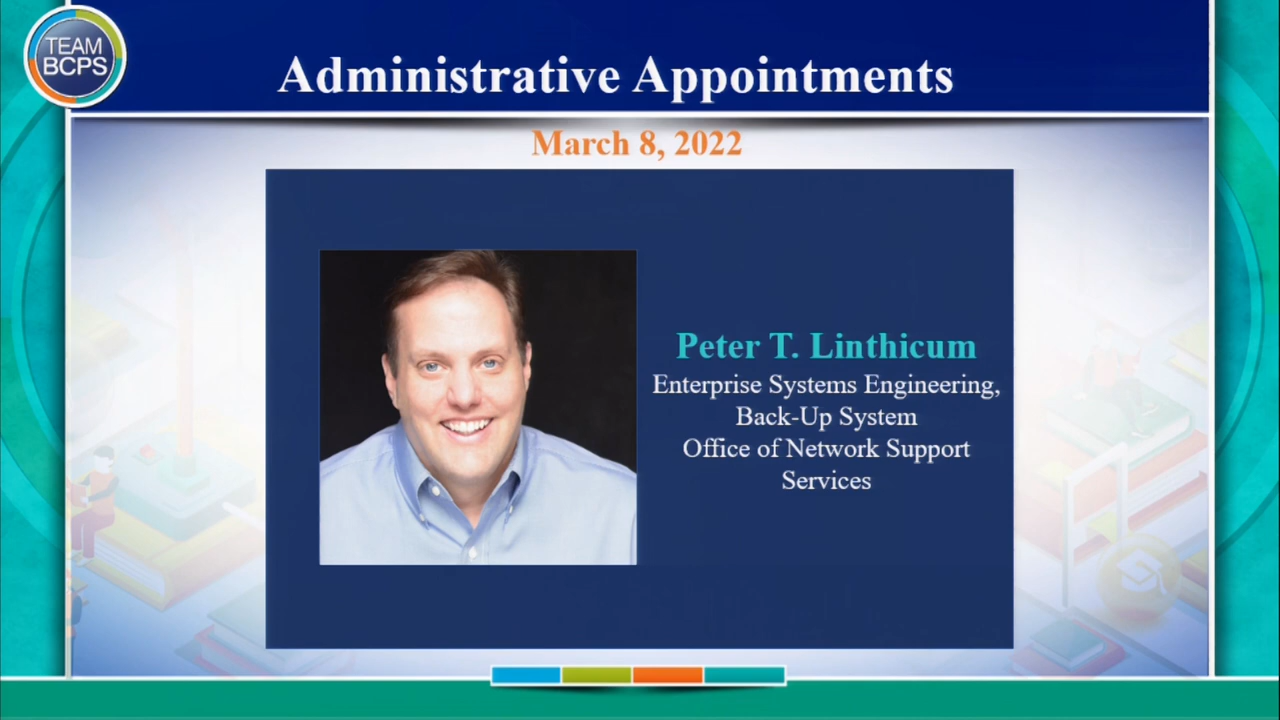 TEAM
BCPS
Administrative Appointments
March 8, 2022
Peter T. Linthicum
Enterprise Systems Engineering,
Back-Up System
Office of Network Support
Services